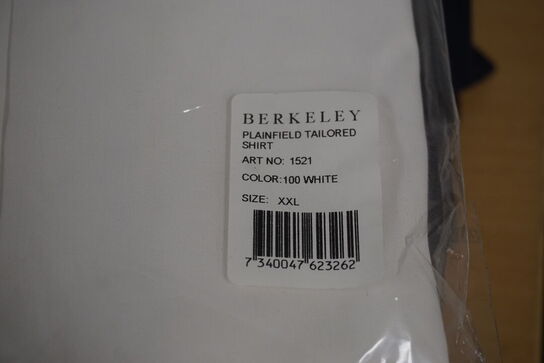 BERKELEY
PLAINFIELD TAILORED
SHIRT
ART NO: 1521
COLOR:100 WHITE
SIZE: XXL
7 340047 623262